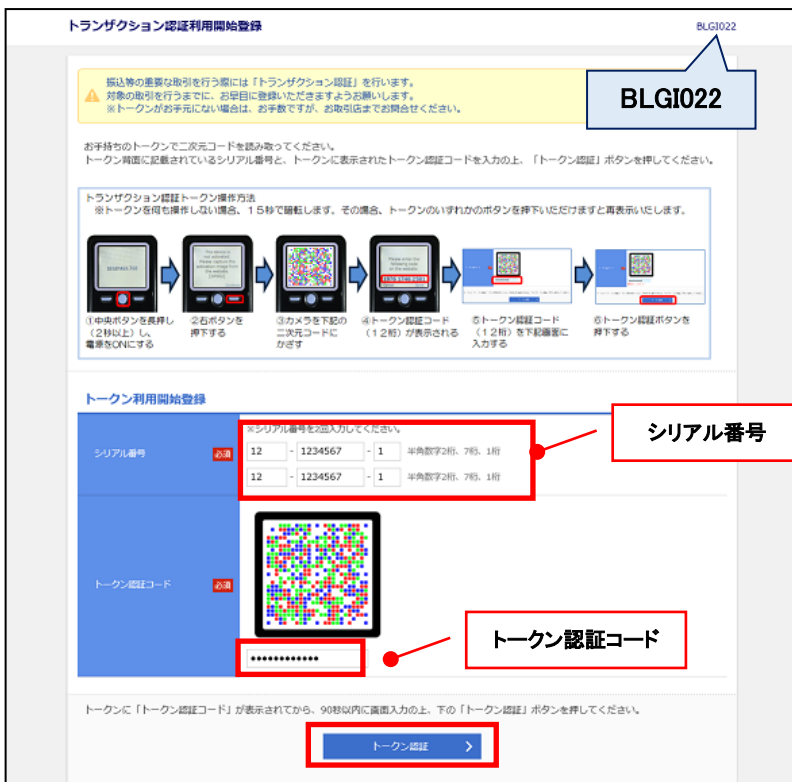 トランザクション認証利用開始登録
BLGI022
BLGI022
振込等の重要な取引を行う際には「トランザクション認証」を行います。
対象の取引を行うまでに、お早目に登録いただきますようお願いします。
※トークンがお手元にない場合は、お手数ですが、お取引店までお問合せください。
お手持ちのトークンで二次元コードを読み取ってください。
トークン背面に記載されているシリアル番号と、トークンに表示されたトークン認証コードを入力の上、「トークン認証」ボタンを押してください。
トランザクション認証トークン操作方法
※トークンを何も操作しない場合、15秒で暗転します。その場合、トークンのいずれかのボタンを押下いただけますと再表示いたします。
①中央ボタンを長押し
（2秒以上）し、
電源をONにする
②右ボタンを
押下する
③カメラを下記の
二次元コードに
かざす
④トークン認証コード
（12桁）が表示される
⑤トークン認証コード
（12桁）を下記画面に
入力する
⑥トークン認証ボタンを
押下する
トークン利用開始登録
※シリアル番号を2回入力してください。
シリアル番号
必須
12 - 1234567 - 1 半角数字2桁、7桁、1桁
12 - 1234567 - 1 半角数字2桁、7桁、1桁
シリアル番号
トークン認証コード
必須
••••••••••••
トークン認証コード
トークンに「トークン認証コード」が表示されてから、90秒以内に画面入力の上、下の「トークン認証」ボタンを押してください。
トークン認証